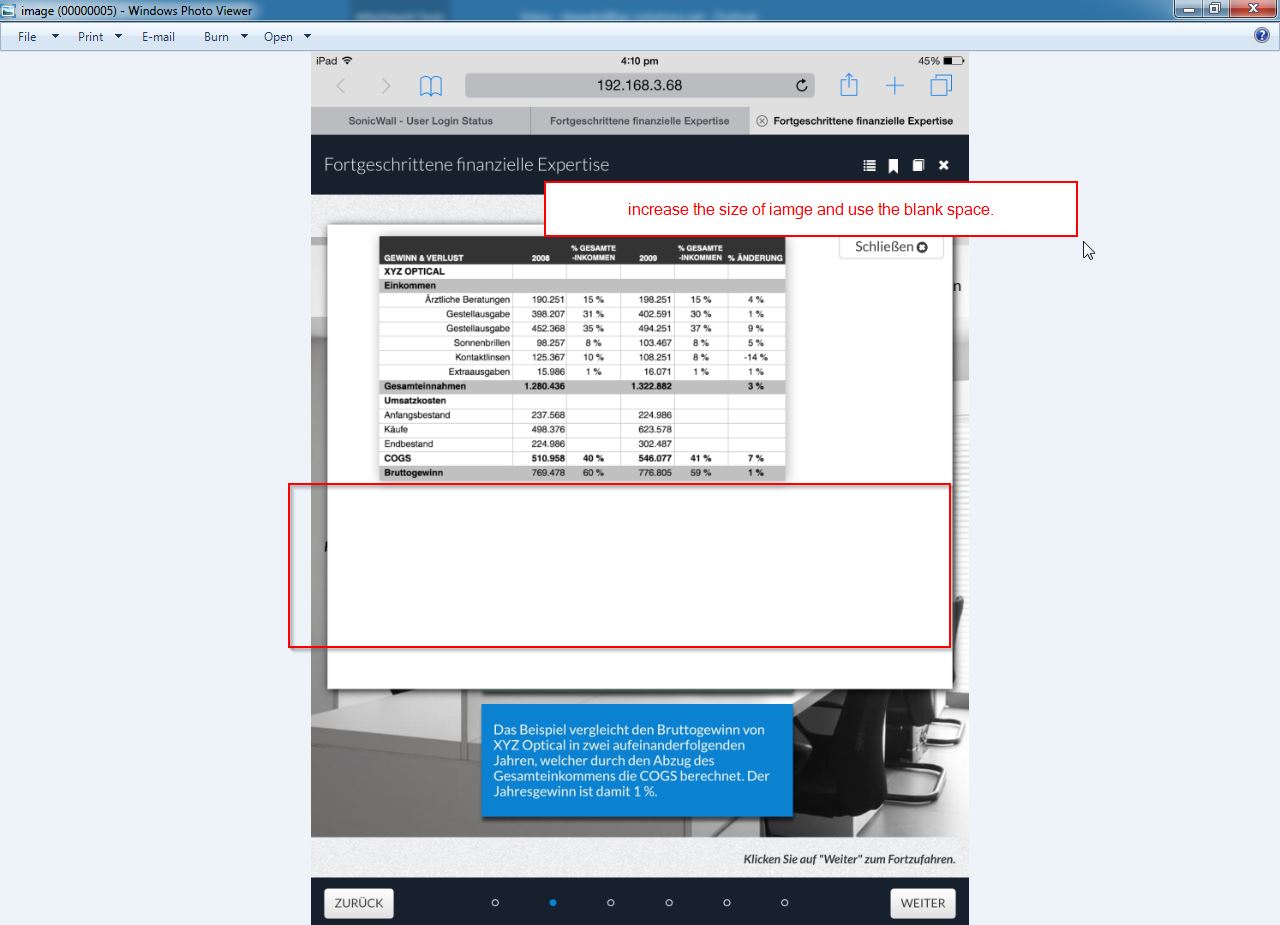 image (00000005) - Windows Photo Viewer
File Print E-mail Burn Open
iPad 4:10 pm 45%
192.168.3.68
SonicWall - User Login Status Fortgeschrittene finanzielle Expertise Fortgeschrittene finanzielle Expertise
Fortgeschrittene finanzielle Expertise
increase the size of iamge and use the blank space.
Schließen
% GESAMTE % GESAMTE
GEWINN & VERLUST 2008 -INKOMMEN 2009 -INKOMMEN % ÄNDERUNG
XYZ OPTICAL
Einkommen
n
Ärztliche Beratungen 190.251 15 % 198.251 15 % 4 %
Gestellausgabe 398.207 31 % 402.591 30 % 1 %
Gestellausgabe 452.368 35 % 494.251 37 % 9 %
Sonnenbrillen 98.257 8 % 103.467 8 % 5 %
Kontaktlinsen 125.367 10 % 108.251 8 % -14 %
Extraausgaben 15.986 1 % 16.071 1 % 1 %
Gesamteinnahmen 1.280.436 1.322.882 3 %
Umsatzkosten
Anfangsbestand 237.568 224.986
Käufe 498.376 623.578
Endbestand 224.986 302.487
COGS 510.958 40 % 546.077 41 % 7 %
Bruttogewinn 769.478 60 % 776.805 59 % 1 %
Das Beispiel vergleicht den Bruttogewinn von
XYZ Optical in zwei aufeinanderfolgenden
Jahren, welcher durch den Abzug des
Gesamteinkommens die COGS berechnet. Der
Jahresgewinn ist damit 1 %.
Klicken Sie auf "Weiter" zum Fortzufahren.
ZURÜCK WEITER